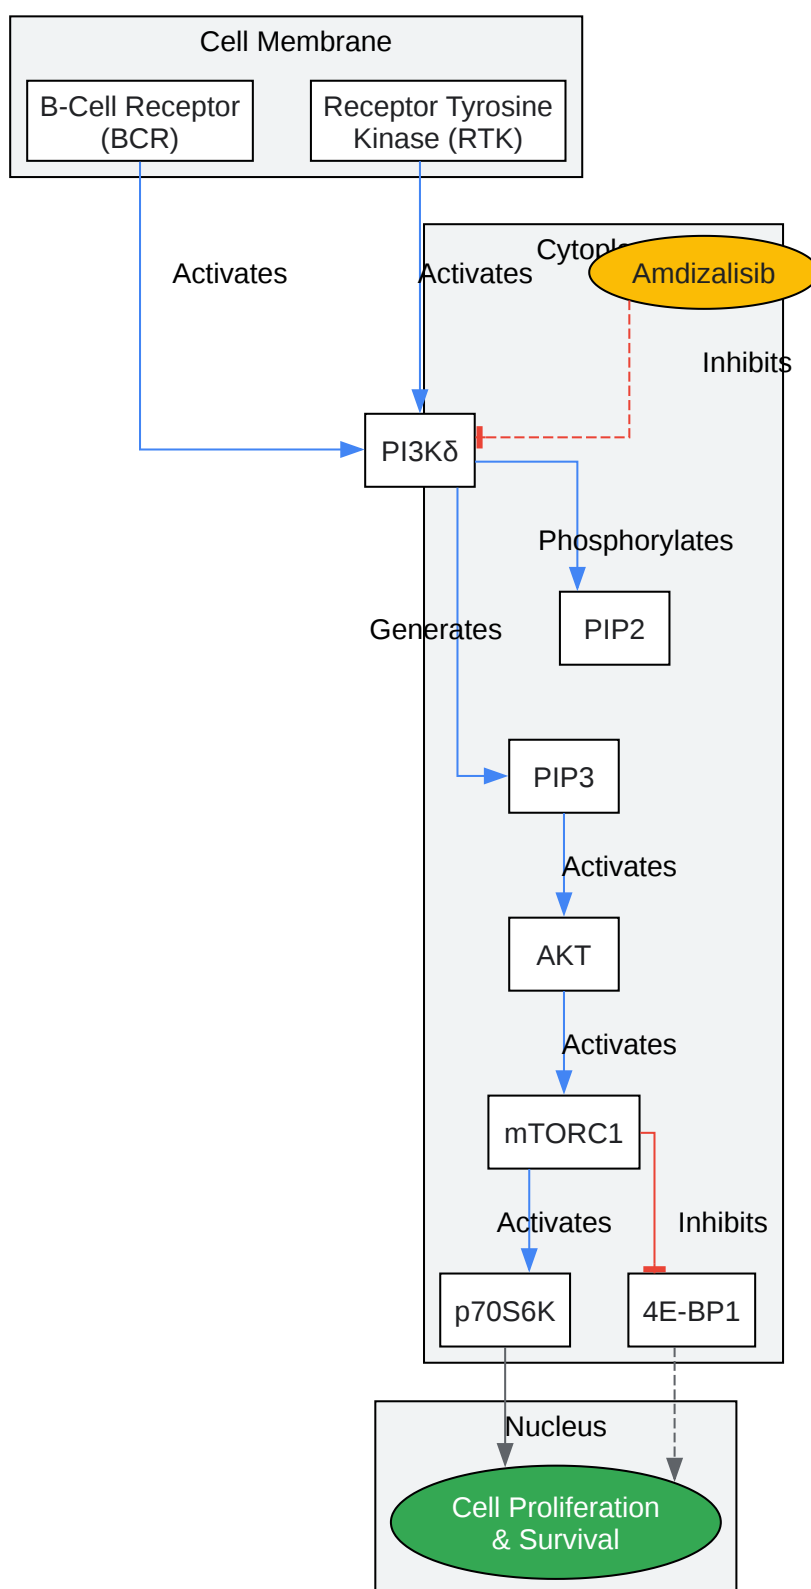 Cell Membrane
B-Cell Receptor
(BCR)
Receptor Tyrosine
Kinase (RTK)
Amdizalisib
Activates
Activates
Inhibits
PI3Kδ
Phosphorylates
Generates
PIP2
PIP3
Activates
AKT
Activates
mTORC1
Activates
Inhibits
p70S6K
4E-BP1
Nucleus
Cell Proliferation
& Survival